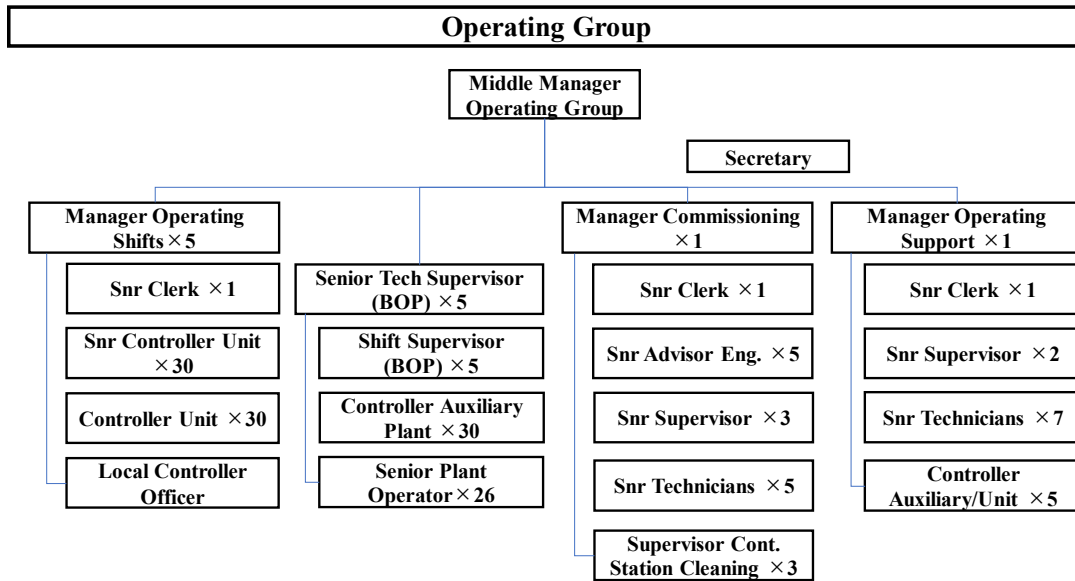 Operating Group
Middle Manager
Operating Group
Secretary
Manager Operating
Shifts ×5
Snr Clerk ×1
Snr Controller Unit
×30
Controller Unit ×30
Local Controller
Officer
Senior Tech Supervisor
(BOP) ×5
Shift Supervisor
(BOP) ×5
Controller Auxiliary
Plant ×30
Senior Plant
Operator×26
Manager Commissioning
×1
Snr Clerk ×1
Snr Advisor Eng. ×5
Snr Supervisor ×3
Snr Technicians ×5
Supervisor Cont.
Station Cleaning ×3
Manager Operating
Support ×1
Snr Clerk ×1
Snr Supervisor ×2
Snr Technicians ×7
Controller
Auxiliary/Unit ×5